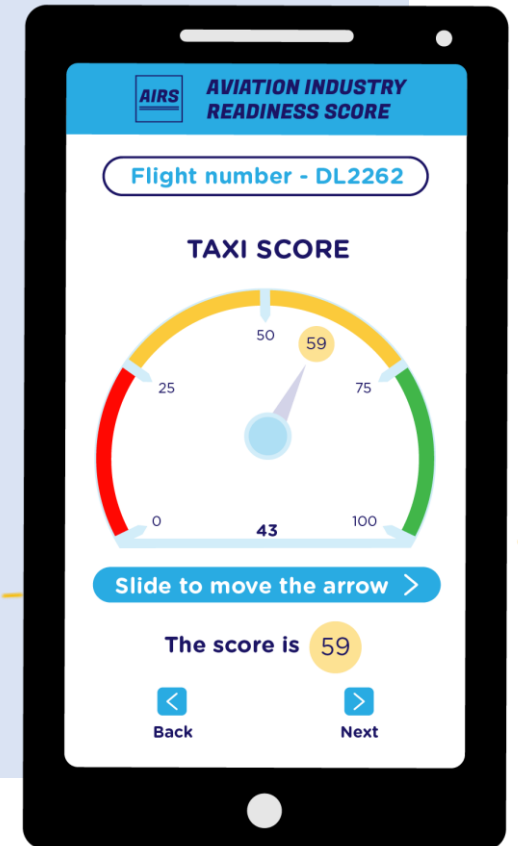 AIRS
AVIATION INDUSTRY
READINESS SCORE
Flight number - DL2262
TAXI SCORE
50
59
25
75
0
43
100
Slide to move the arrow >
The score is 59
< >
Back Next